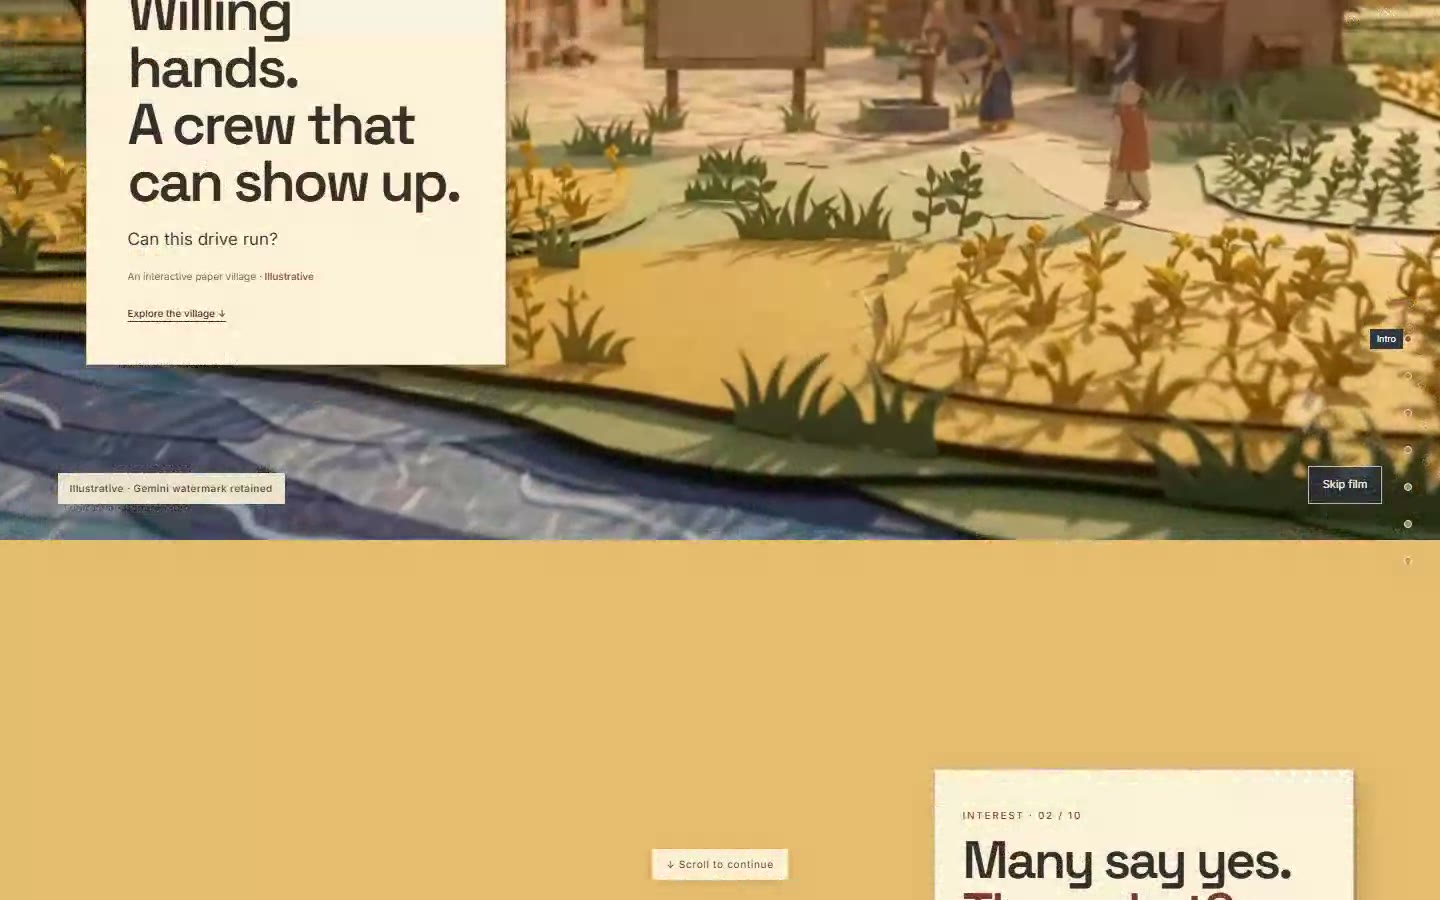 Willing
hands.
A crew that
can show up.
Can this drive run?
An interactive paper village · Illustrative
Explore the village ↓
Intro
Illustrative · Gemini watermark retained
Skip film
INTEREST · 02 / 10
Many say yes.
↓ Scroll to continue